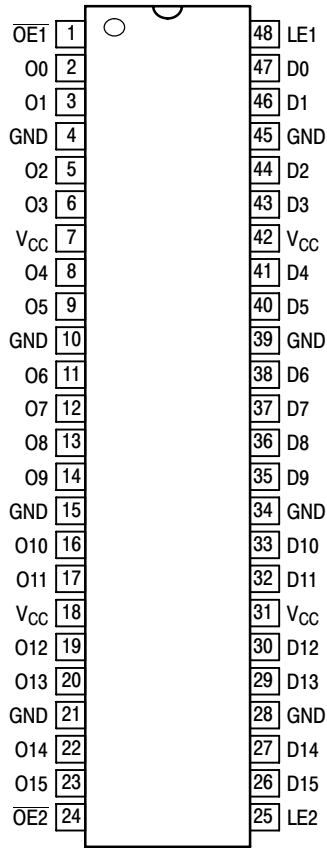 O̅E̅1̅ 1 48 LE1
O0 2 47 D0
O1 3 46 D1
GND 4 45 GND
O2 5 44 D2
O3 6 43 D3
VCC 7 42 VCC
O4 8 41 D4
O5 9 40 D5
GND 10 39 GND
O6 11 38 D6
O7 12 37 D7
O8 13 36 D8
O9 14 35 D9
GND 15 34 GND
O10 16 33 D10
O11 17 32 D11
VCC 18 31 VCC
O12 19 30 D12
O13 20 29 D13
GND 21 28 GND
O14 22 27 D14
O15 23 26 D15
O̅E̅2̅ 24 25 LE2